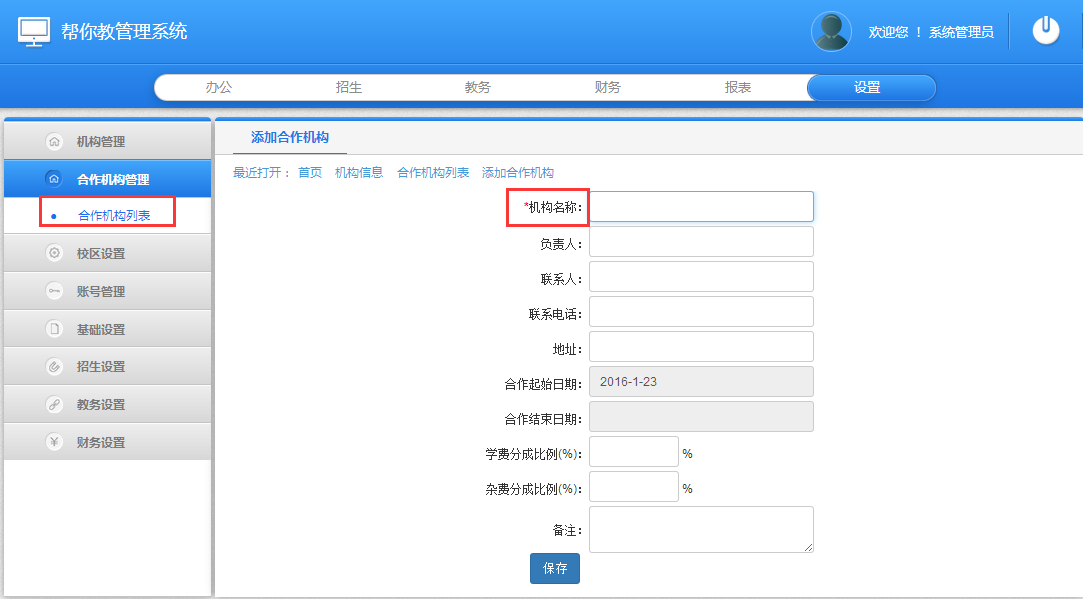 帮你教管理系统
欢迎您 ！ 系统管理员
办公 招生 教务 财务 报表 设置
机构管理
合作机构管理
合作机构列表
校区设置
账号管理
基础设置
招生设置
教务设置
财务设置
添加合作机构
最近打开： 首页 机构信息 合作机构列表 添加合作机构
*机构名称:
负责人:
联系人:
联系电话:
地址:
合作起始日期: 2016-1-23
合作结束日期:
学费分成比例(%): %
杂费分成比例(%): %
备注:
保存